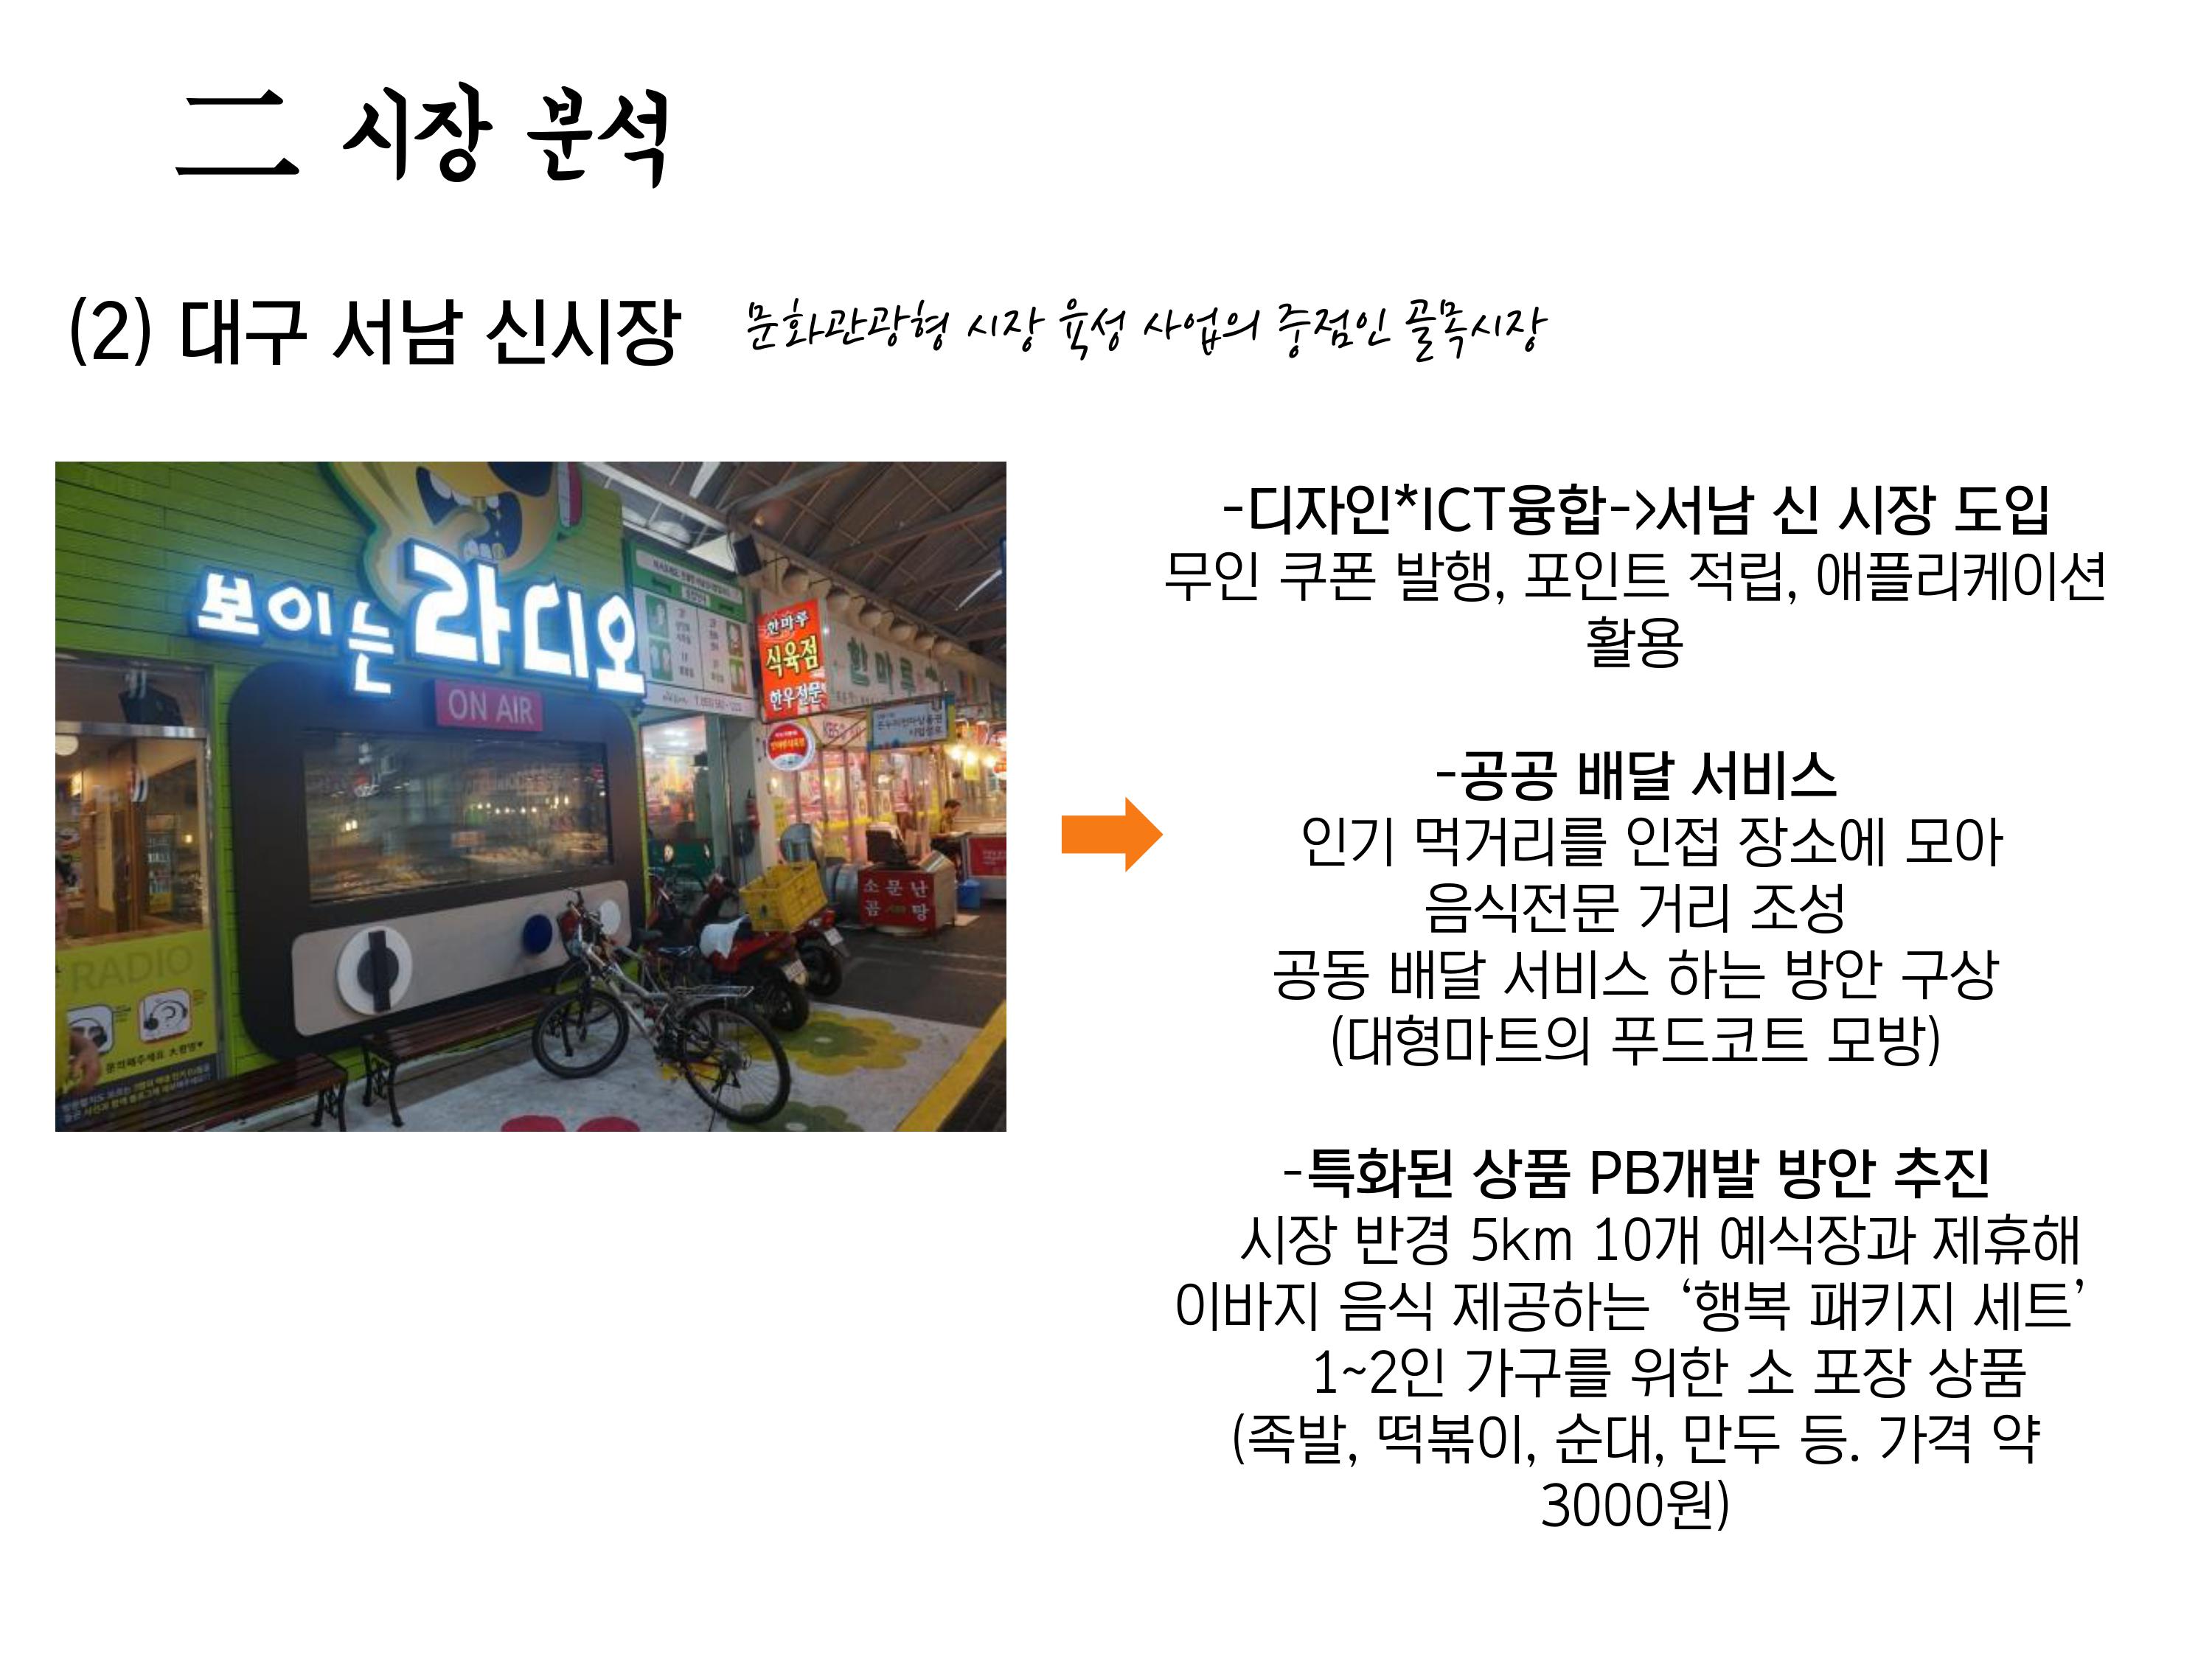 二 시장 분석
(2) 대구 서남 신시장 문화관광형 시장 육성 사업의 중점인 골목시장
보이는 라디오
ON AIR
한마루
식육점
한우전문
한마루
소문난
곰탕
RADIO
-디자인*ICT융합->서남 신 시장 도입
무인 쿠폰 발행, 포인트 적립, 애플리케이션
활용
-공공 배달 서비스
인기 먹거리를 인접 장소에 모아
음식전문 거리 조성
공동 배달 서비스 하는 방안 구상
(대형마트의 푸드코트 모방)
-특화된 상품 PB개발 방안 추진
시장 반경 5km 10개 예식장과 제휴해
이바지 음식 제공하는 ‘행복 패키지 세트’
1~2인 가구를 위한 소 포장 상품
(족발, 떡볶이, 순대, 만두 등. 가격 약
3000원)